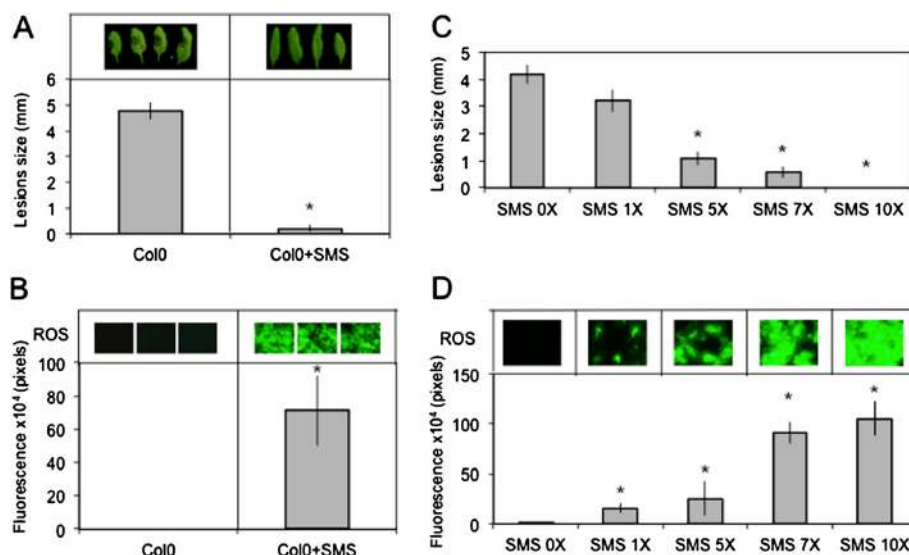 A
Lesions size (mm)
6
5
4
3
2
1
0
*
Col0
Col0+SMS
B
ROS
Fluorescence x10⁴ (pixels)
100
80
60
40
20
0
*
Col0
Col0+SMS
C
Lesions size (mm)
5
4
3
2
1
0
*
*
*
SMS 0X
SMS 1X
SMS 5X
SMS 7X
SMS 10X
D
ROS
Fluorescence x10⁴ (pixels)
150
100
50
0
*
*
*
*
SMS 0X
SMS 1X
SMS 5X
SMS 7X
SMS 10X